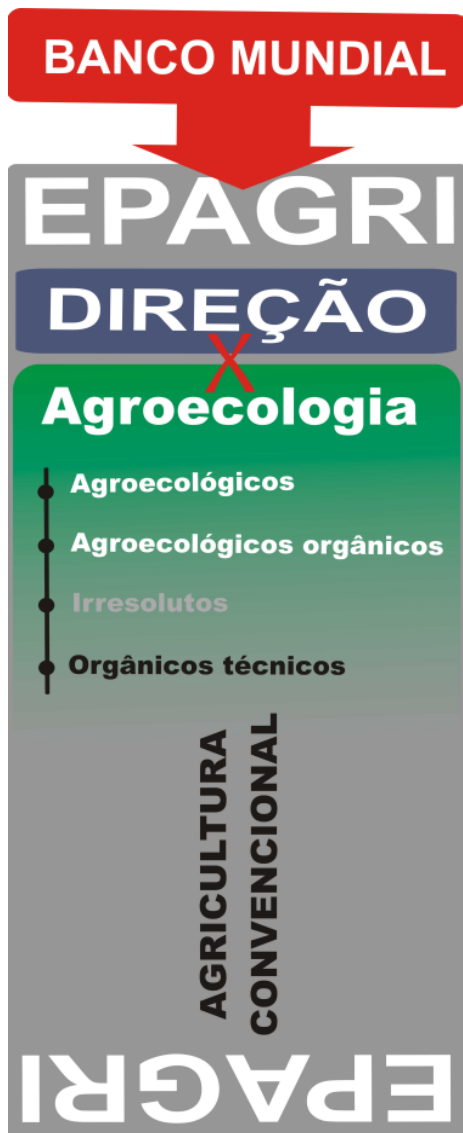 BANCO MUNDIAL
EPAGRI
DIREÇÃO
X
Agroecologia
Agroecológicos
Agroecológicos orgânicos
Irresolutos
Orgânicos técnicos
AGRICULTURA
CONVENCIONAL
EPAGRI